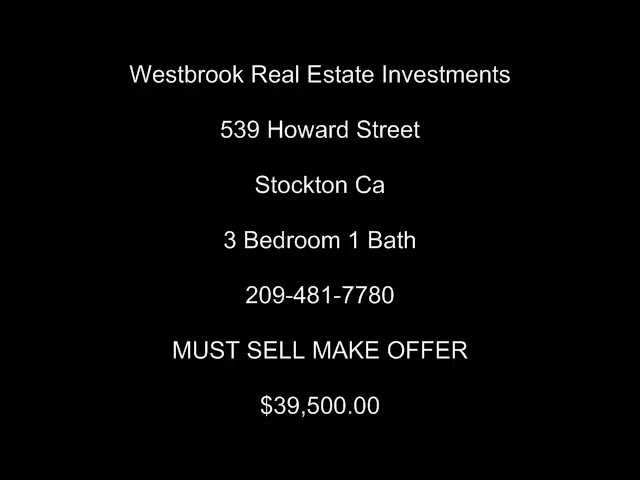 Westbrook Real Estate Investments
539 Howard Street
Stockton Ca
3 Bedroom 1 Bath
209-481-7780
MUST SELL MAKE OFFER
$39,500.00